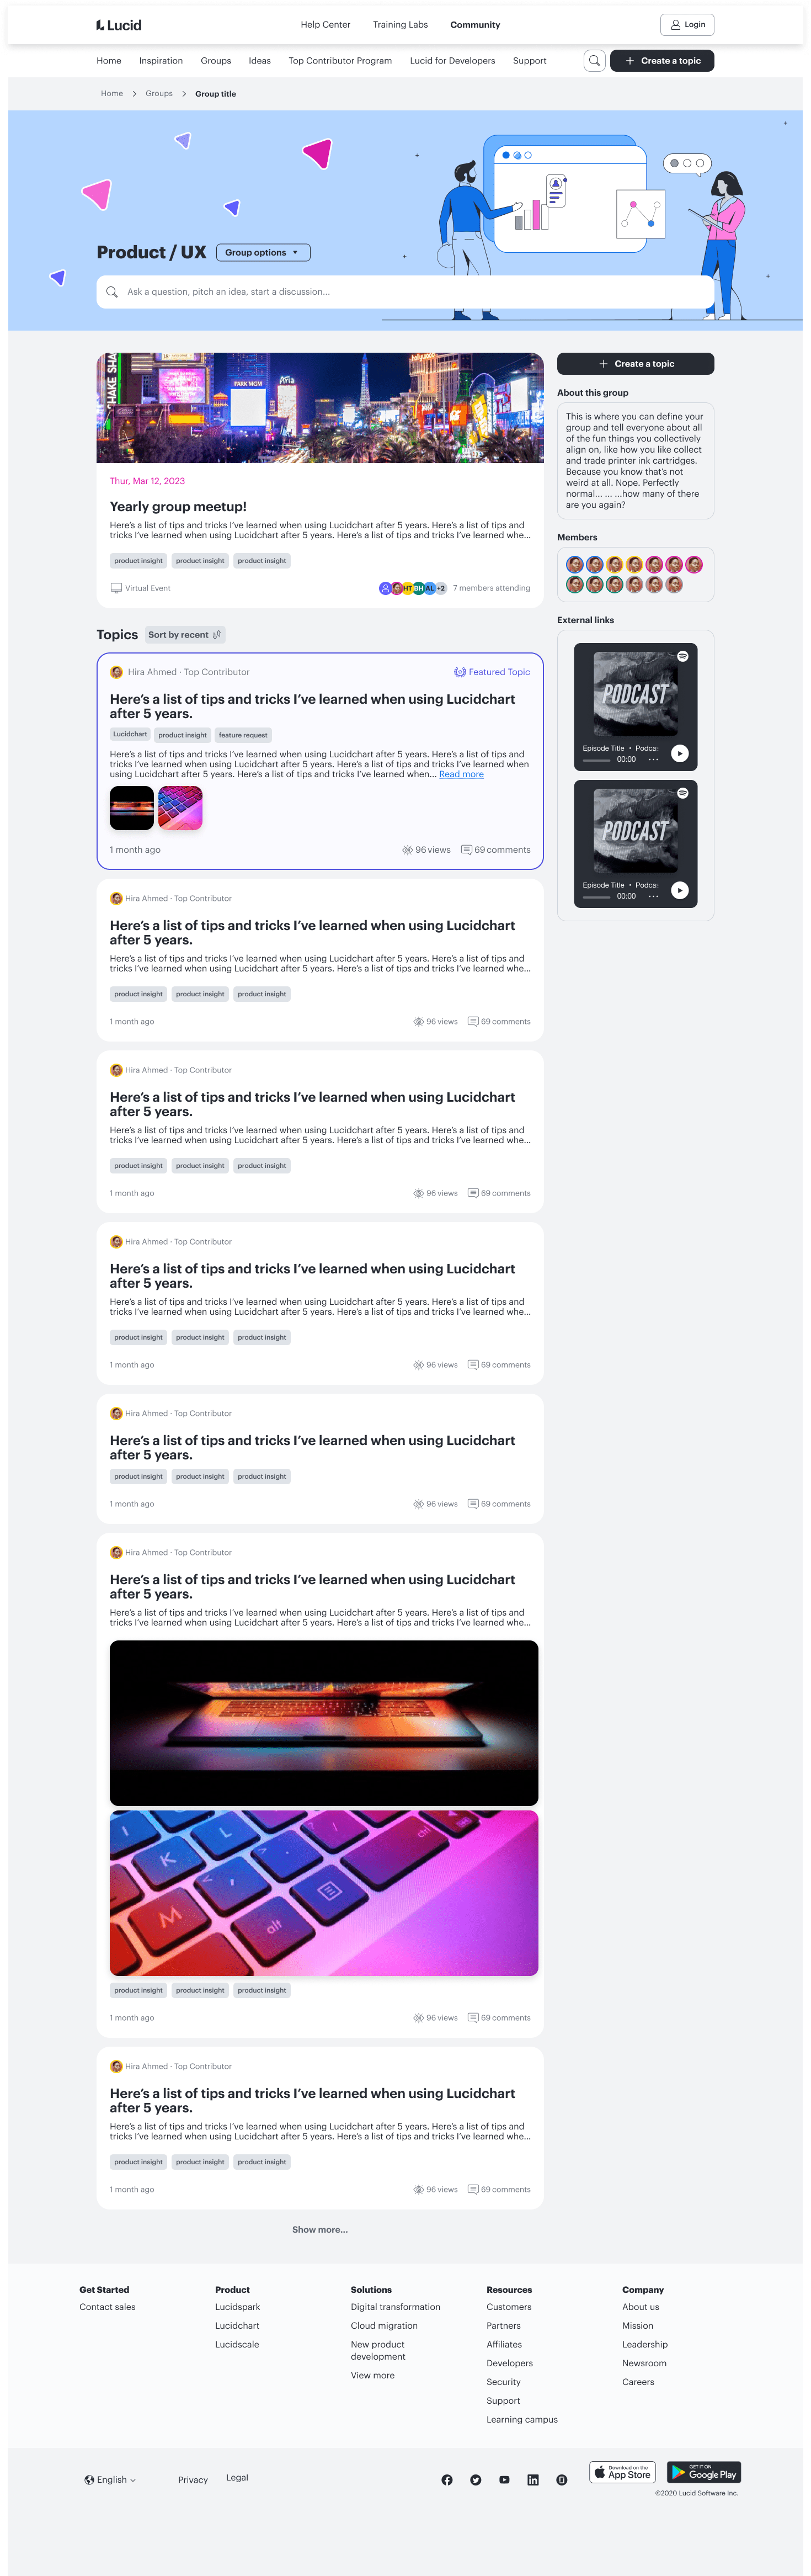 Lucid
Help Center
Training Labs
Community
Login
Home
Inspiration
Groups
Ideas
Top Contributor Program
Lucid for Developers
Support
Create a topic
Home
Groups
Group title
Product / UX
Group options
Ask a question, pitch an idea, start a discussion...
SHAKE SHA
PARK MGM
Aria
Thur, Mar 12, 2023
Yearly group meetup!
Here's a list of tips and tricks I've learned when using Lucidchart after 5 years. Here's a list of tips and
tricks I've learned when using Lucidchart after 5 years. Here's a list of tips and tricks I've learned whe...
product insight
product insight
product insight
Virtual Event
HT
BH
AL
+2
7 members attending
Topics
Sort by recent
Hira Ahmed · Top Contributor
Featured Topic
Here's a list of tips and tricks I've learned when using Lucidchart
after 5 years.
Lucidchart
product insight
feature request
Here's a list of tips and tricks I've learned when using Lucidchart after 5 years. Here's a list of tips and
tricks I've learned when using Lucidchart after 5 years. Here's a list of tips and tricks I've learned when
using Lucidchart after 5 years. Here's a list of tips and tricks I've learned when... Read more
1 month ago
96 views
69 comments
Hira Ahmed · Top Contributor
Here's a list of tips and tricks I've learned when using Lucidchart
after 5 years.
Here's a list of tips and tricks I've learned when using Lucidchart after 5 years. Here's a list of tips and
tricks I've learned when using Lucidchart after 5 years. Here's a list of tips and tricks I've learned whe...
product insight
product insight
product insight
1 month ago
96 views
69 comments
Hira Ahmed · Top Contributor
Here's a list of tips and tricks I've learned when using Lucidchart
after 5 years.
Here's a list of tips and tricks I've learned when using Lucidchart after 5 years. Here's a list of tips and
tricks I've learned when using Lucidchart after 5 years. Here's a list of tips and tricks I've learned whe...
product insight
product insight
product insight
1 month ago
96 views
69 comments
Hira Ahmed · Top Contributor
Here's a list of tips and tricks I've learned when using Lucidchart
after 5 years.
Here's a list of tips and tricks I've learned when using Lucidchart after 5 years. Here's a list of tips and
tricks I've learned when using Lucidchart after 5 years. Here's a list of tips and tricks I've learned whe...
product insight
product insight
product insight
1 month ago
96 views
69 comments
Hira Ahmed · Top Contributor
Here's a list of tips and tricks I've learned when using Lucidchart
after 5 years.
product insight
product insight
product insight
1 month ago
96 views
69 comments
Hira Ahmed · Top Contributor
Here's a list of tips and tricks I've learned when using Lucidchart
after 5 years.
Here's a list of tips and tricks I've learned when using Lucidchart after 5 years. Here's a list of tips and
tricks I've learned when using Lucidchart after 5 years. Here's a list of tips and tricks I've learned whe...
I
K
L
J
M
alt
ctrl
product insight
product insight
product insight
1 month ago
96 views
69 comments
Hira Ahmed · Top Contributor
Here's a list of tips and tricks I've learned when using Lucidchart
after 5 years.
Here's a list of tips and tricks I've learned when using Lucidchart after 5 years. Here's a list of tips and
tricks I've learned when using Lucidchart after 5 years. Here's a list of tips and tricks I've learned whe...
product insight
product insight
product insight
1 month ago
96 views
69 comments
Show more...
Create a topic
About this group
This is where you can define your
group and tell everyone about all
of the fun things you collectively
align on, like how you like collect
and trade printer ink cartridges.
Because you know that's not
weird at all. Nope. Perfectly
normal... ... ...how many of there
are you again?
Members
External links
PODCAST
Episode Title • Podca
00:00
PODCAST
Episode Title • Podca
00:00
Get Started
Contact sales
Product
Lucidspark
Lucidchart
Lucidscale
Solutions
Digital transformation
Cloud migration
New product
development
View more
Resources
Customers
Partners
Affiliates
Developers
Security
Support
Learning campus
Company
About us
Mission
Leadership
Newsroom
Careers
English
Privacy
Legal
Download on the
App Store
GET IT ON
Google Play
©2020 Lucid Software Inc.